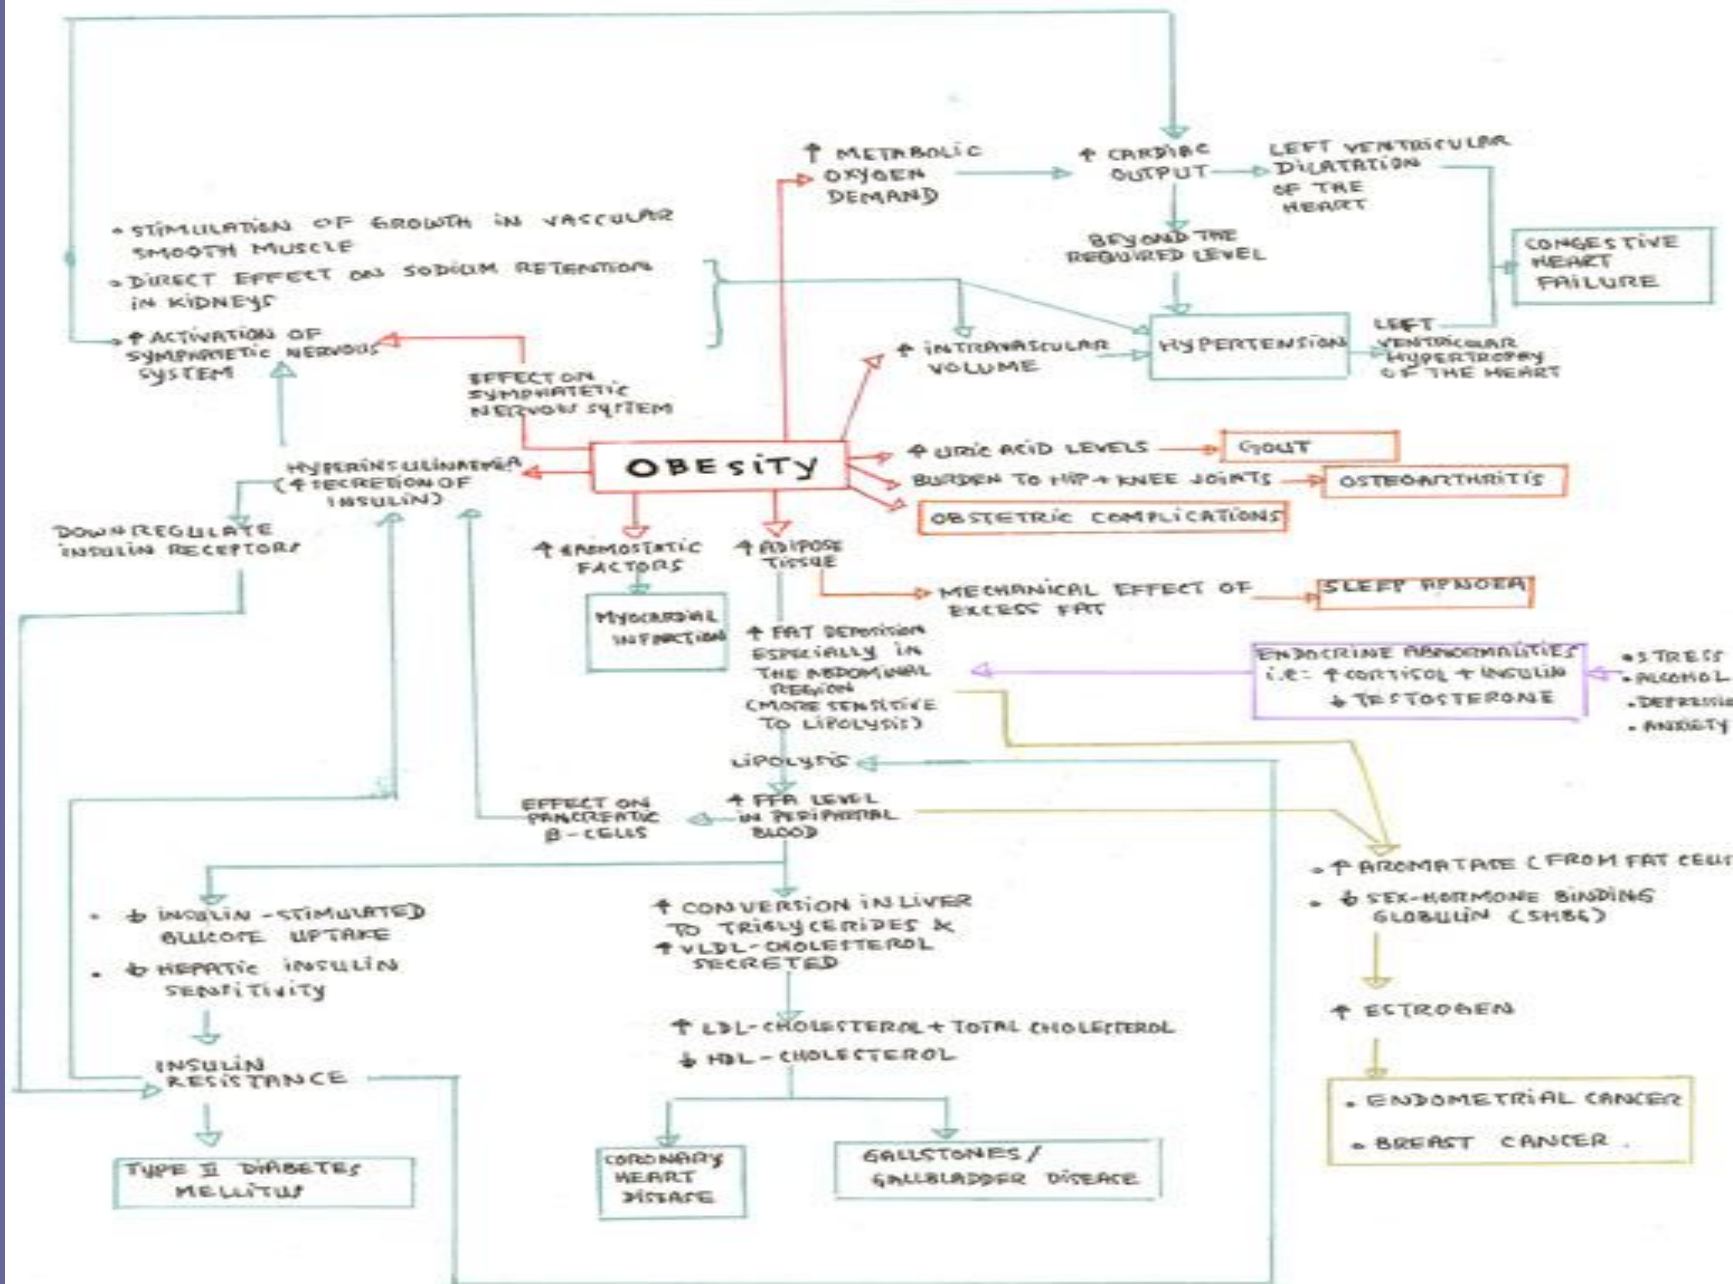 ↑ METABOLIC
OXYGEN
DEMAND
↑ CARDIAC
OUTPUT
LEFT VENTRICULAR
DILATATION
OF THE
HEART
• STIMULATION OF GROWTH IN VASCULAR
SMOOTH MUSCLE
• DIRECT EFFECT ON SODIUM RETENTION
IN KIDNEYS
• ↑ ACTIVATION OF
SYMPHATETIC NERVOUS
SYSTEM
BEYOND THE
REQUIRED LEVEL
CONGESTIVE
HEART
FAILURE
EFFECT ON
SYMPHATETIC
NERVOUS SYSTEM
↑ INTRAVASCULAR
VOLUME
HYPERTENSION
LEFT
VENTRICULAR
HYPERTROPHY
OF THE HEART
OBESITY
↑ URIC ACID LEVELS
GOUT
BURDEN TO HIP + KNEE JOINTS
OSTEOARTHRITIS
OBSTETRIC COMPLICATIONS
HYPERINSULINAEMIA
(↑ SECRETION OF
INSULIN)
DOWNREGULATE
INSULIN RECEPTORS
↑ HAEMOSTATIC
FACTORS
↑ ADIPOSE
TISSUE
MECHANICAL EFFECT OF
EXCESS FAT
SLEEP APNOEA
MYOCARDIAL
INFARCTION
↑ FAT DEPOSITION
ESPECIALLY IN
THE ABDOMINAL
REGION
(MORE SENSITIVE
TO LIPOLYSIS)
ENDOCRINE ABNORMALITIES
i.e: ↑ CORTISOL + INSULIN
↓ TESTOSTERONE
• STRESS
• ALCOHOL
• DEPRESSIO
• ANXIETY
LIPOLYSIS
EFFECT ON
PANCREATIC
β-CELLS
↑ FFA LEVEL
IN PERIPHERAL
BLOOD
• ↑ AROMATASE (FROM FAT CELLS
• ↓ SEX-HORMONE BINDING
GLOBULIN (SHBG)
• ↓ INSULIN-STIMULATED
GLUCOSE UPTAKE
• ↓ HEPATIC INSULIN
SENSITIVITY
↑ CONVERSION IN LIVER
TO TRIGLYCERIDES &
↑ VLDL-CHOLESTEROL
SECRETED
↑ ESTROGEN
↑ LDL-CHOLESTEROL + TOTAL CHOLESTEROL
↓ HDL-CHOLESTEROL
INSULIN
RESISTANCE
• ENDOMETRIAL CANCER
• BREAST CANCER.
TYPE II DIABETES
MELLITUS
CORONARY
HEART
DISEASE
GALLSTONES/
GALLBLADDER DISEASE